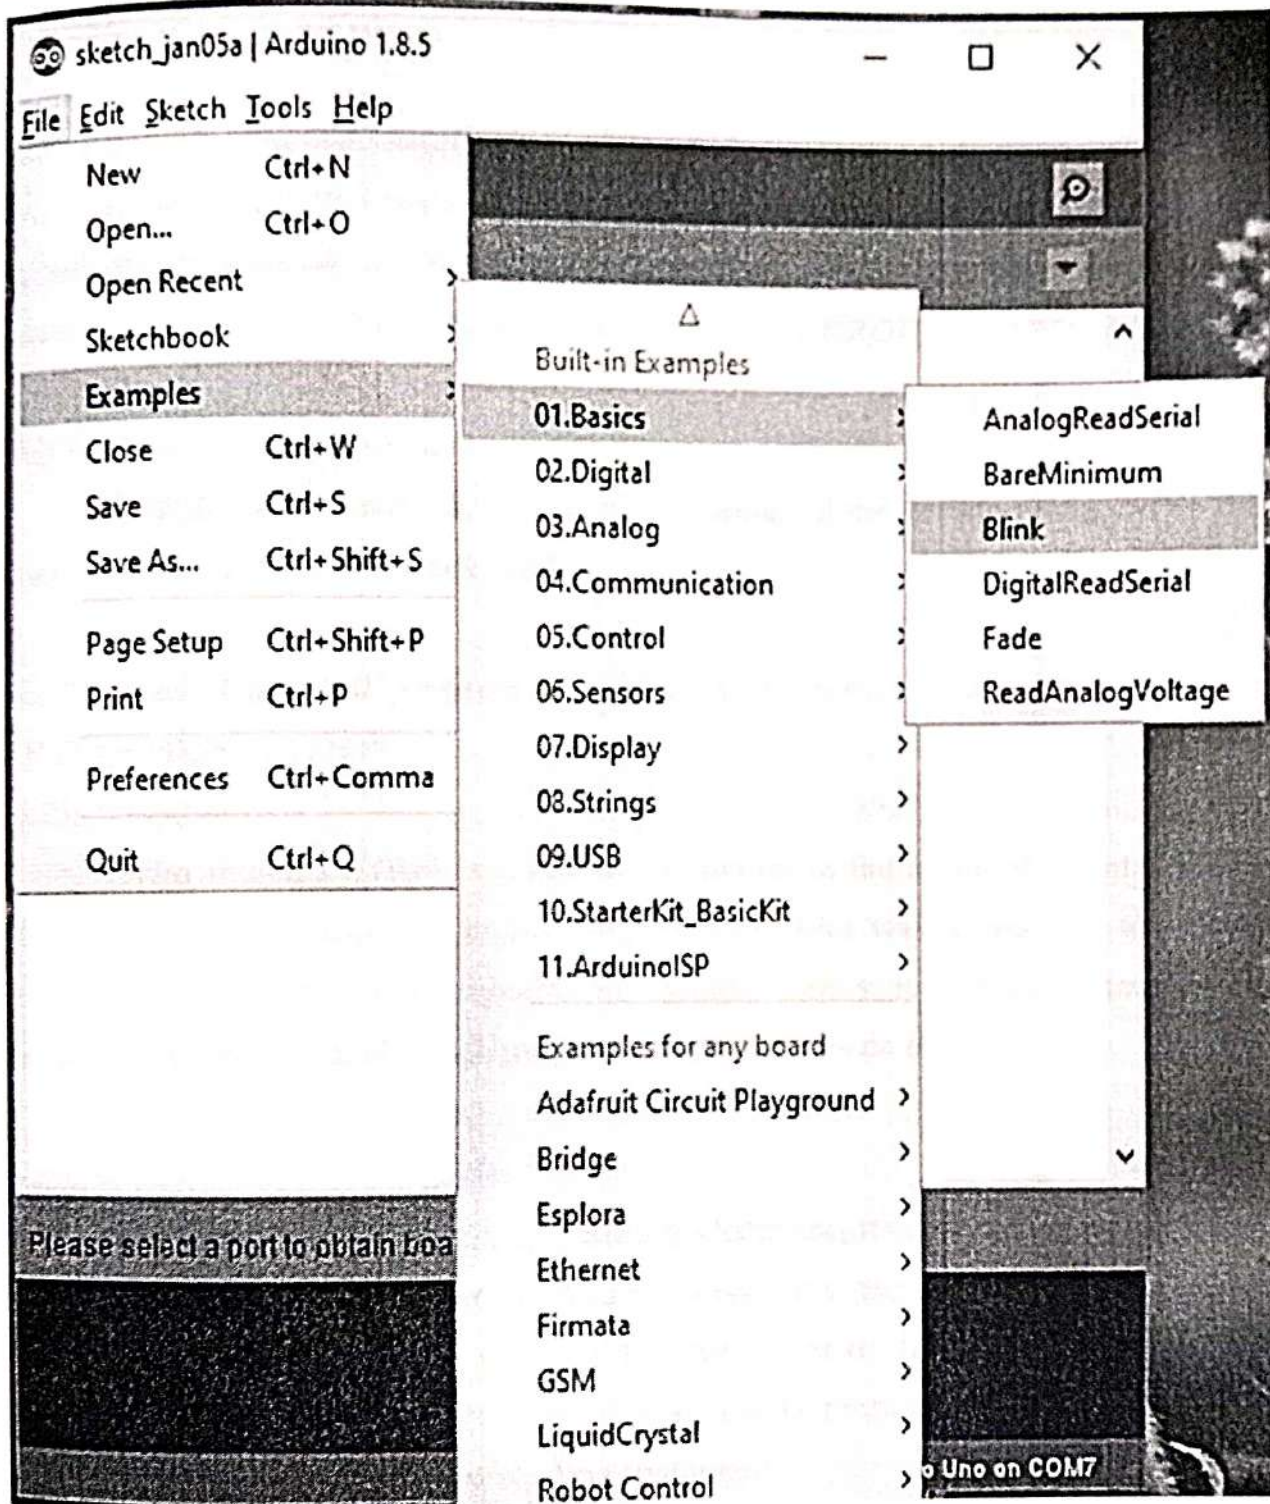 sketch_jan05a | Arduino 1.8.5
File Edit Sketch Tools Help
New Ctrl+N
Open... Ctrl+O
Open Recent
Sketchbook
Examples
Close Ctrl+W
Save Ctrl+S
Save As... Ctrl+Shift+S
Page Setup Ctrl+Shift+P
Print Ctrl+P
Preferences Ctrl+Comma
Quit Ctrl+Q
Built-in Examples
01.Basics
02.Digital
03.Analog
04.Communication
05.Control
06.Sensors
07.Display
08.Strings
09.USB
10.StarterKit_BasicKit
11.ArduinoISP
Examples for any board
Adafruit Circuit Playground
Bridge
Esplora
Ethernet
Firmata
GSM
LiquidCrystal
Robot Control
AnalogReadSerial
BareMinimum
Blink
DigitalReadSerial
Fade
ReadAnalogVoltage
Please select a port to obtain boa
o Uno on COM7